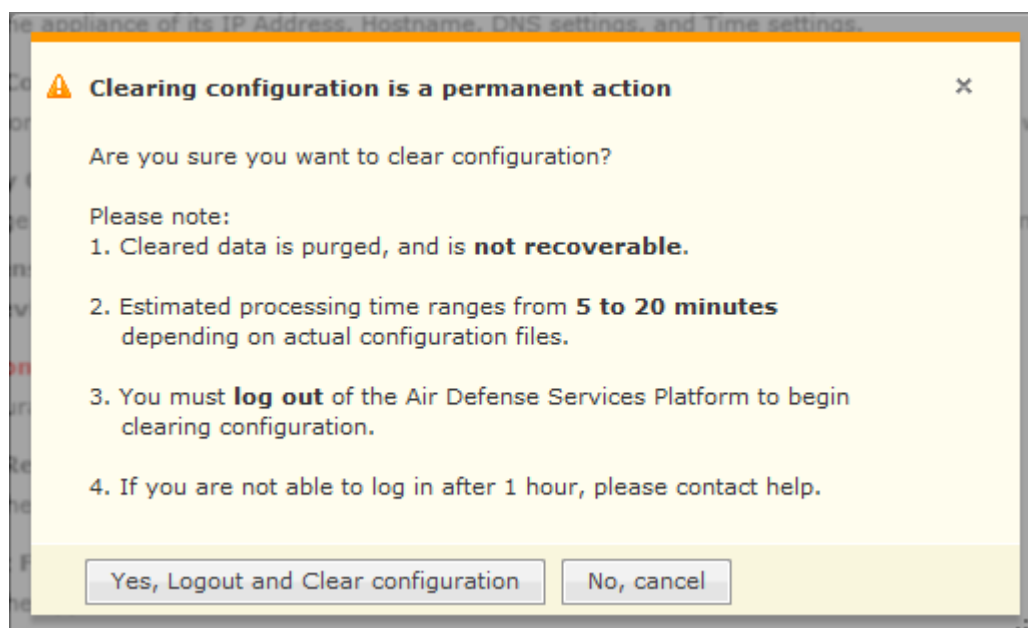 he appliance of its IP Address, Hostname, DNS settings, and Time settings.
Clearing configuration is a permanent action
Are you sure you want to clear configuration?
Please note:
1. Cleared data is purged, and is not recoverable.
2. Estimated processing time ranges from 5 to 20 minutes
depending on actual configuration files.
3. You must log out of the Air Defense Services Platform to begin
clearing configuration.
4. If you are not able to log in after 1 hour, please contact help.
Yes, Logout and Clear configuration No, cancel